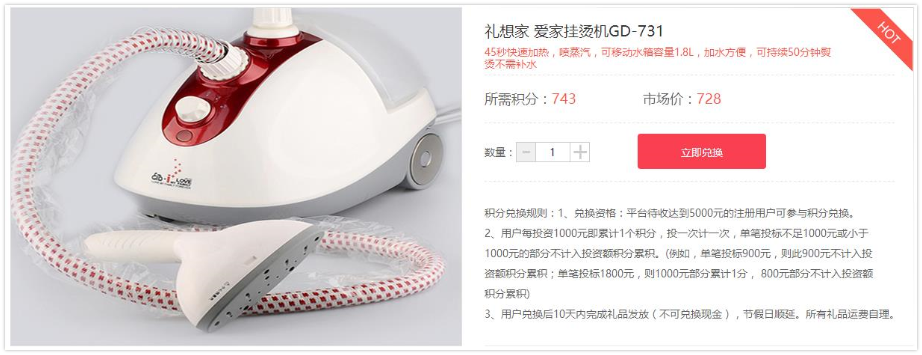 礼想家 爱家挂烫机GD-731
HOT
45秒快速加热，喷蒸汽，可移动水箱容量1.8L，加水方便，可持续50分钟熨
烫不需补水
所需积分：743 市场价：728
数量： － 1 ＋ 立即兑换
积分兑换规则：1、兑换资格：平台待收达到5000元的注册用户可参与积分兑换。
2、用户每投资1000元即累计1个积分，投一次计一次，单笔投标不足1000元或小于
1000元的部分不计入投资额积分累积。(例如，单笔投标900元，则此900元不计入投
资额积分累积；单笔投标1800元，则1000元部分累计1分， 800元部分不计入投资额
积分累积)
3、用户兑换后10天内完成礼品发放（不可兑换现金），节假日顺延。所有礼品运费自理。